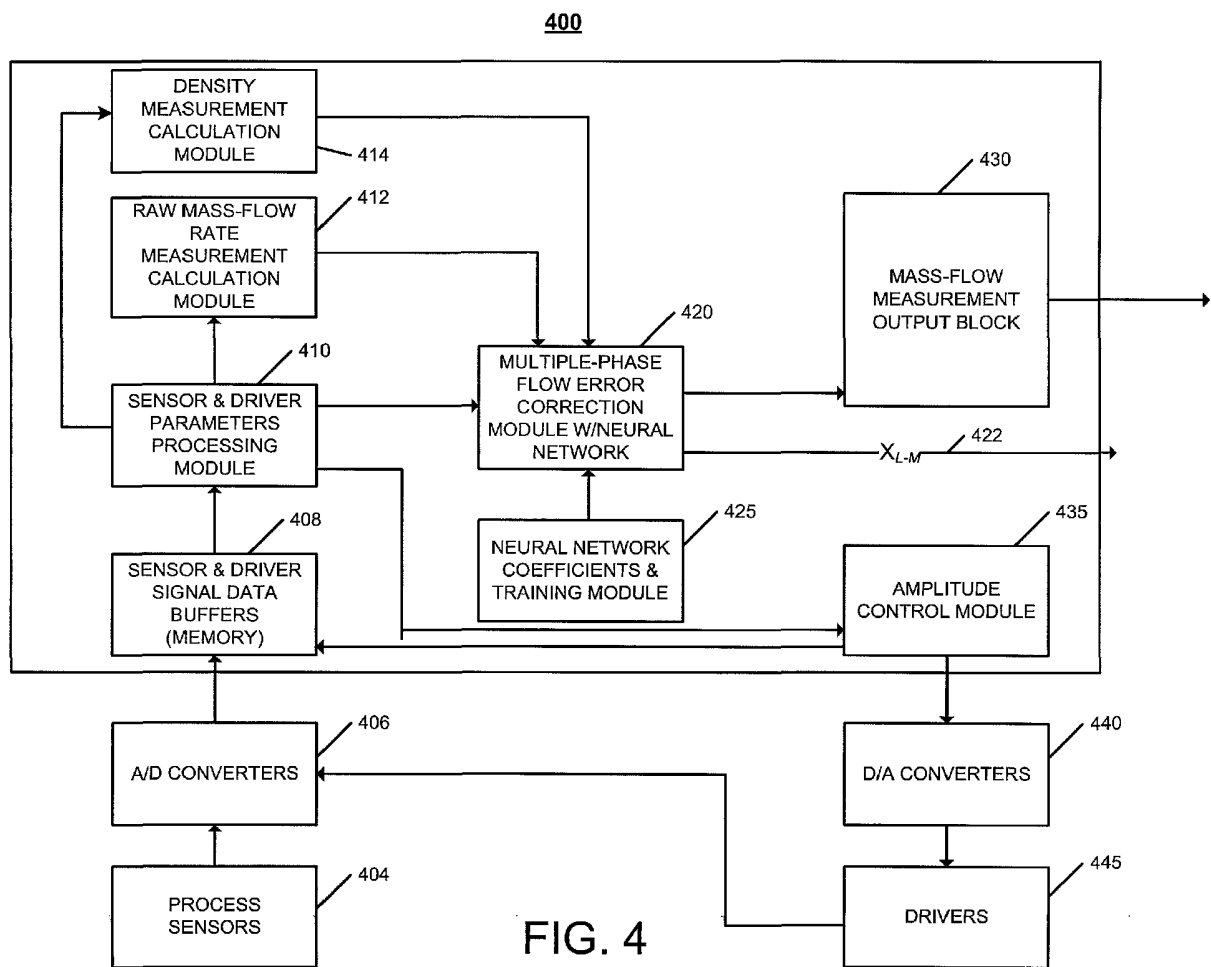 400
DENSITY
MEASUREMENT
CALCULATION
MODULE
414
RAW MASS-FLOW
RATE
MEASUREMENT
CALCULATION
MODULE
412
430
MASS-FLOW
MEASUREMENT
OUTPUT BLOCK
410
SENSOR & DRIVER
PARAMETERS
PROCESSING
MODULE
420
MULTIPLE-PHASE
FLOW ERROR
CORRECTION
MODULE W/NEURAL
NETWORK
XL-M
422
408
SENSOR & DRIVER
SIGNAL DATA
BUFFERS
(MEMORY)
425
NEURAL NETWORK
COEFFICIENTS &
TRAINING MODULE
435
AMPLITUDE
CONTROL MODULE
406
A/D CONVERTERS
440
D/A CONVERTERS
404
PROCESS
SENSORS
445
DRIVERS
FIG. 4